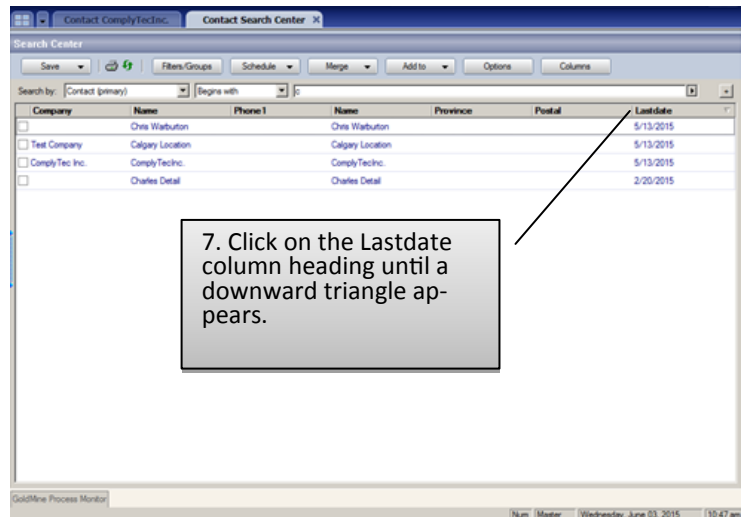 Contact ComplyTecInc. Contact Search Center X
Search Center
Save Filters/Groups Schedule Merge Add to Options Columns
Search by: Contact (primary) Begins with c
Company Name Phone1 Name Province Postal Lastdate
Chris Warbutton Chris Warbutton 5/13/2015
Test Company Calgary Location Calgary Location 5/13/2015
ComplyTec Inc. ComplyTecInc. ComplyTecInc. 5/13/2015
Charles Detail Charles Detail 2/20/2015
7. Click on the Lastdate
column heading until a
downward triangle ap-
pears.
GoldMine Process Monitor
Num Master Wednesday, June 03, 2015 10:47 am